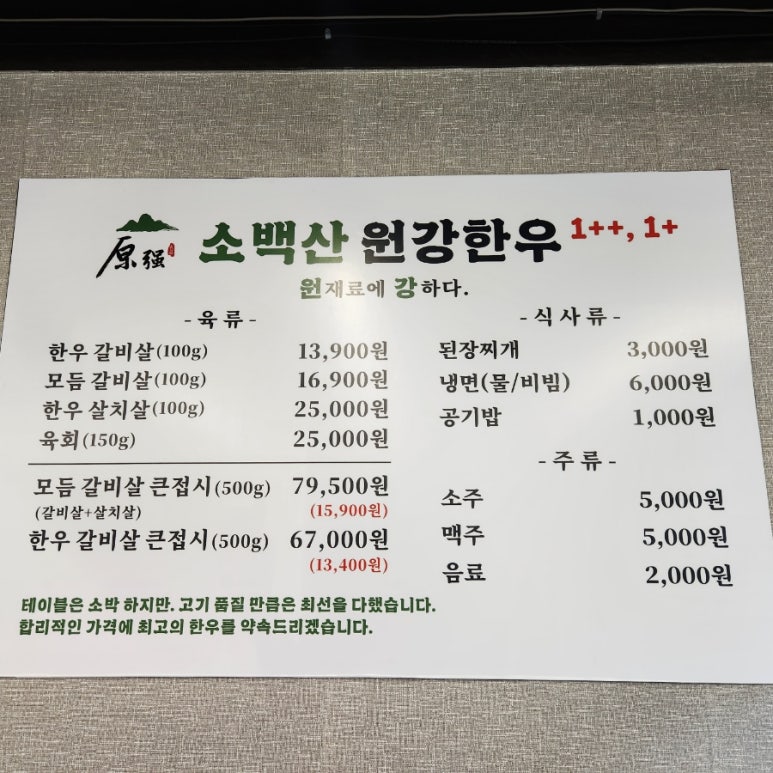 原强 소백산 원강한우 1++, 1+
원재료에 강하다.
- 육 류 -
한우 갈비살(100g) 13,900원
모듬 갈비살(100g) 16,900원
한우 살치살(100g) 25,000원
육회(150g) 25,000원
모듬 갈비살 큰접시(500g) 79,500원
(갈비살+살치살) (15,900원)
한우 갈비살 큰접시(500g) 67,000원
(13,400원)
- 식 사 류 -
된장찌개 3,000원
냉면(물/비빔) 6,000원
공기밥 1,000원
- 주 류 -
소주 5,000원
맥주 5,000원
음료 2,000원
테이블은 소박 하지만. 고기 품질 만큼은 최선을 다했습니다.
합리적인 가격에 최고의 한우를 약속드리겠습니다.